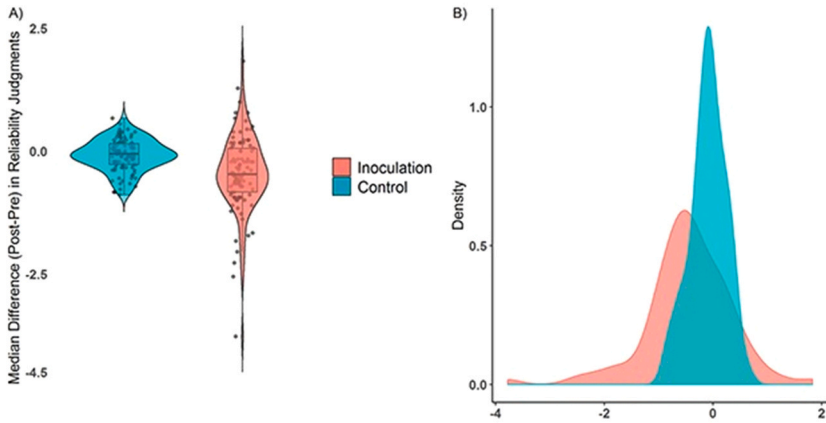 A)
Median Difference (Post-Pre) in Reliability Judgments
2.5
0.0
-2.5
-4.5
Inoculation
Control
B)
Density
1.0
0.5
0.0
-4
-2
0
2